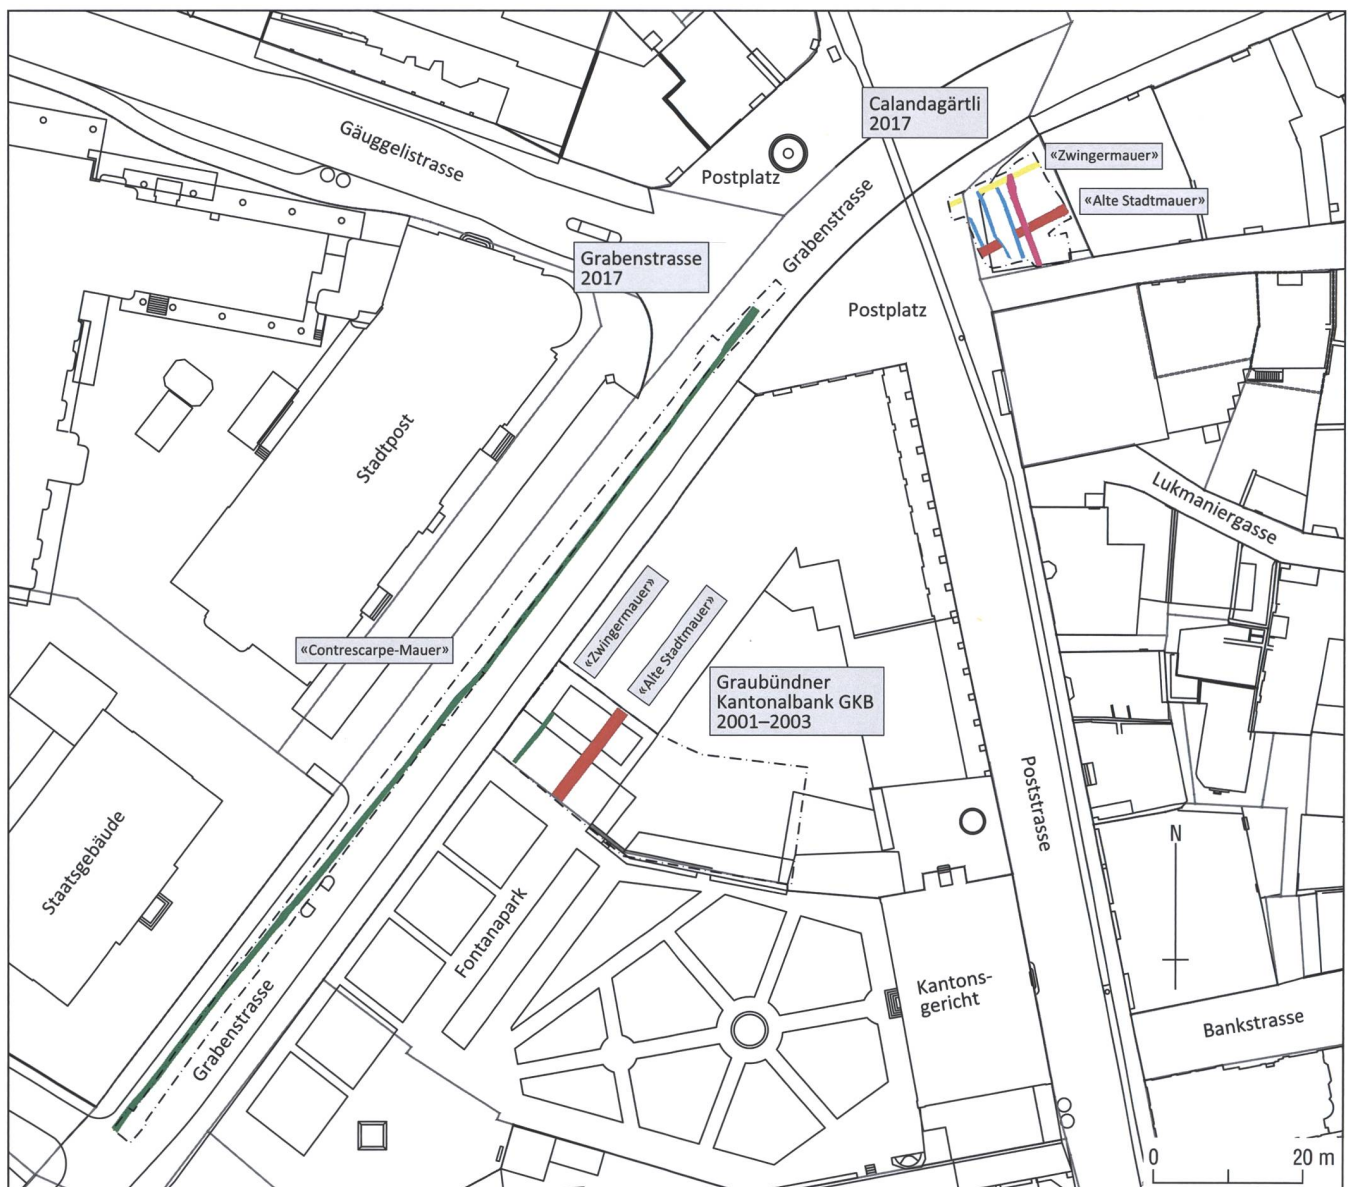 Calandagärtli
2017
Gäuggelistrasse
«Zwingermauer»
Postplatz
«Alte Stadtmauer»
Grabenstrasse
Grabenstrasse
2017
Postplatz
Stadtpost
Lukmaniergasse
«Zwingermauer»
«Alte Stadtmauer»
«Contrescarpe-Mauer»
Graubündner
Kantonalbank GKB
2001–2003
Poststrasse
N
Staatsgebäude
Fontanapark
Kantons-
gericht
Grabenstrasse
Bankstrasse
0 20 m